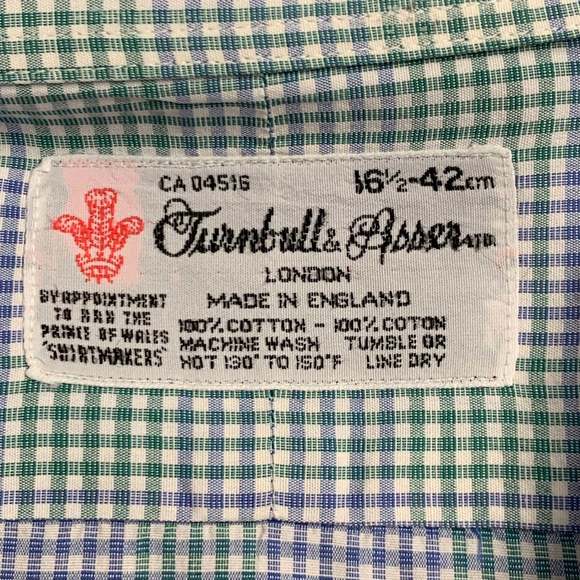 CA 04516 16½-42cm
Turnbull & Asser LTD.
LONDON
MADE IN ENGLAND
BY APPOINTMENT
TO HRH THE
PRINCE OF WALES
"SHIRTMAKERS"
100% COTTON - 100% COTON
MACHINE WASH TUMBLE OR
HOT 130° TO 150°F LINE DRY